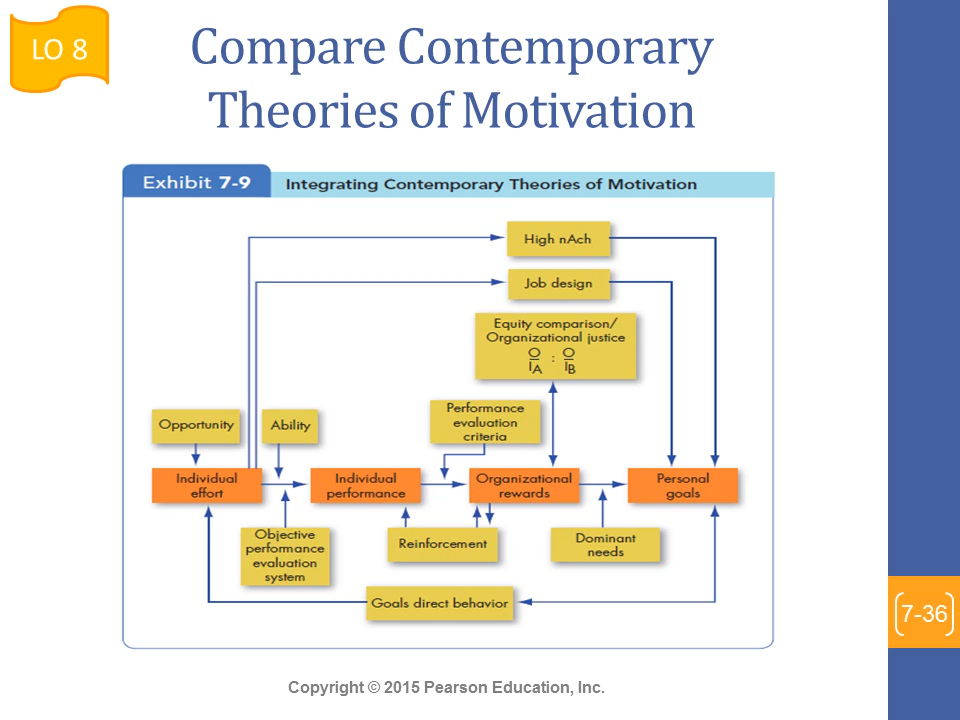 LO 8
Compare Contemporary
Theories of Motivation
Exhibit 7-9
Integrating Contemporary Theories of Motivation
High nAch
Job design
Equity comparison/
Organizational justice
O : O
IA IB
Performance
evaluation
criteria
Opportunity
Ability
Individual
effort
Individual
performance
Organizational
rewards
Personal
goals
Objective
performance
evaluation
system
Reinforcement
Dominant
needs
Goals direct behavior
7-36
Copyright © 2015 Pearson Education, Inc.